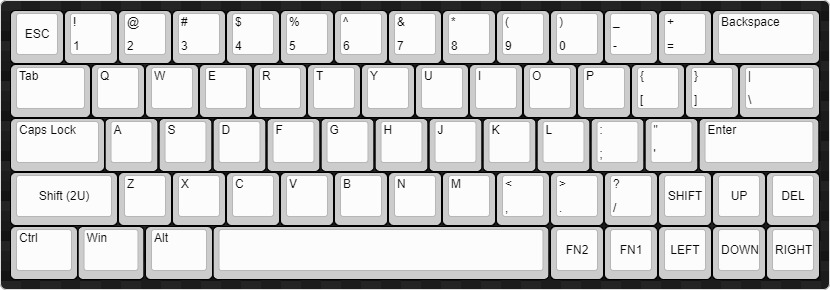 ESC ! @ # $ % ^ & * ( ) _ + Backspace
1 2 3 4 5 6 7 8 9 0 - =
Tab Q W E R T Y U I O P { } |
[ ] \
Caps Lock A S D F G H J K L : " Enter
; '
Shift (2U) Z X C V B N M < > ? SHIFT UP DEL
, . /
Ctrl Win Alt FN2 FN1 LEFT DOWN RIGHT